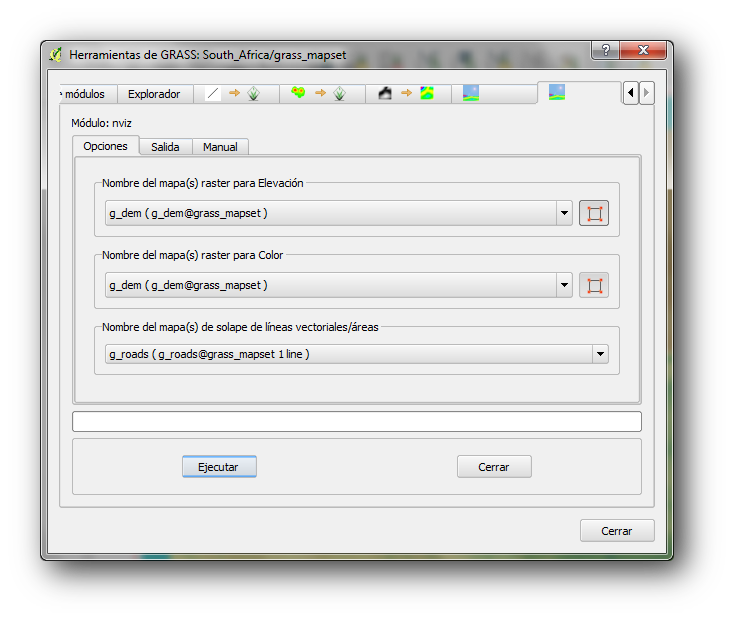 Herramientas de GRASS: South_Africa/grass_mapset
módulos
Explorador
Módulo: nviz
Opciones
Salida
Manual
Nombre del mapa(s) raster para Elevación
g_dem ( g_dem@grass_mapset )
Nombre del mapa(s) raster para Color
g_dem ( g_dem@grass_mapset )
Nombre del mapa(s) de solape de líneas vectoriales/áreas
g_roads ( g_roads@grass_mapset 1 line )
Ejecutar
Cerrar
Cerrar